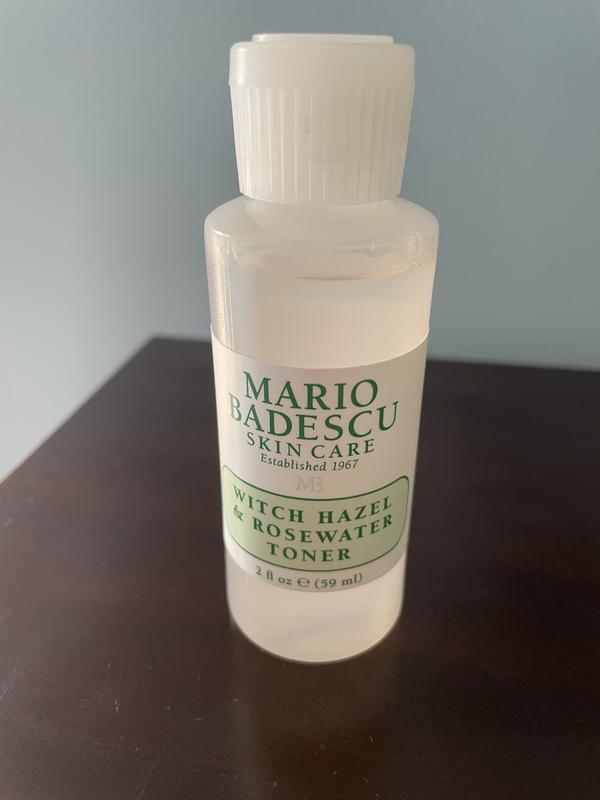 MARIO
BADESCU
SKIN CARE
Established 1967
MB
WITCH HAZEL
& ROSEWATER
TONER
2 fl oz ℮ (59 ml)